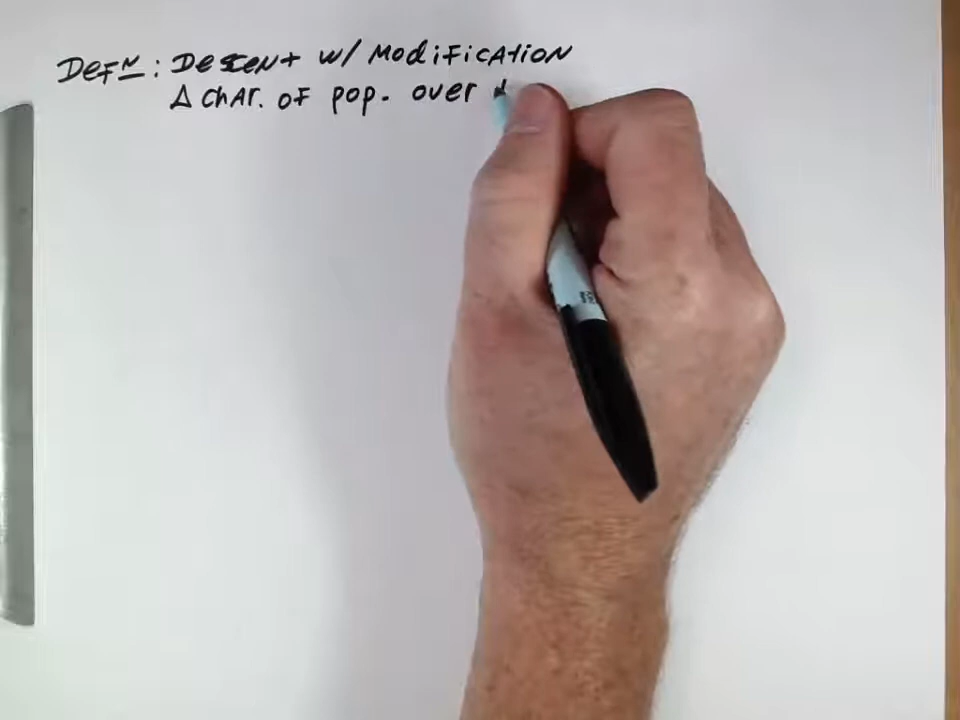 Defn: Descent w/ Modification
Δ char. of pop. over